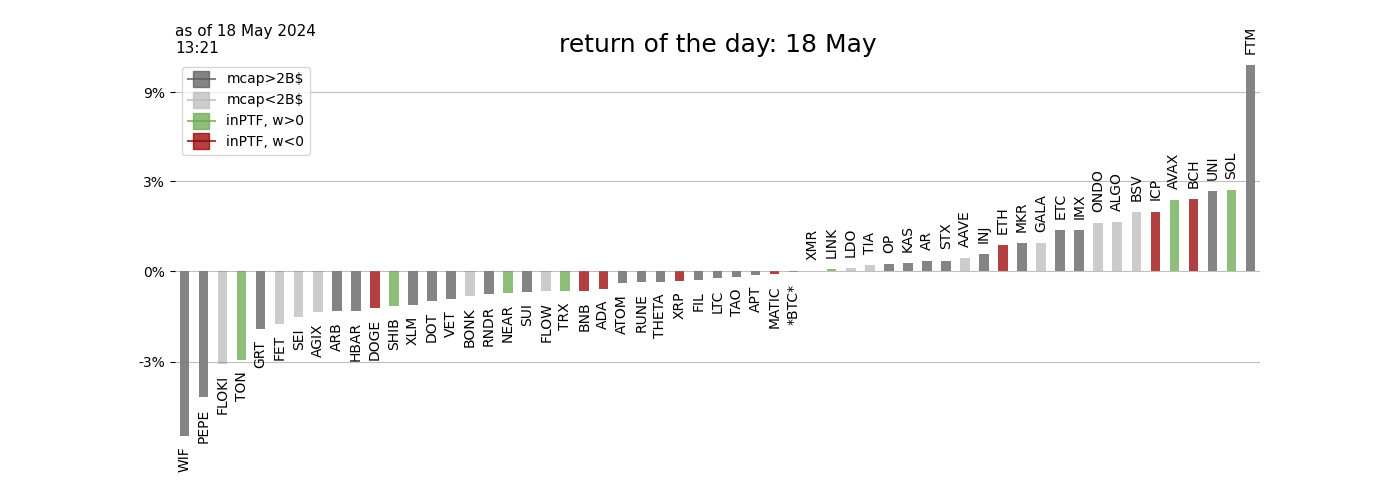 as of 18 May 2024
13:21
return of the day: 18 May
mcap>2B$
mcap<2B$
inPTF, w>0
inPTF, w<0
9%
3%
0%
-3%
WIF
PEPE
FLOKI
TON
GRT
FET
SEI
AGIX
ARB
HBAR
DOGE
SHIB
XLM
DOT
VET
BONK
RNDR
NEAR
SUI
FLOW
TRX
BNB
ADA
ATOM
RUNE
THETA
XRP
FIL
LTC
TAO
APT
MATIC
*BTC*
XMR
LINK
LDO
TIA
OP
KAS
AR
STX
AAVE
INJ
ETH
MKR
GALA
ETC
IMX
ONDO
ALGO
BSV
ICP
AVAX
BCH
UNI
SOL
FTM